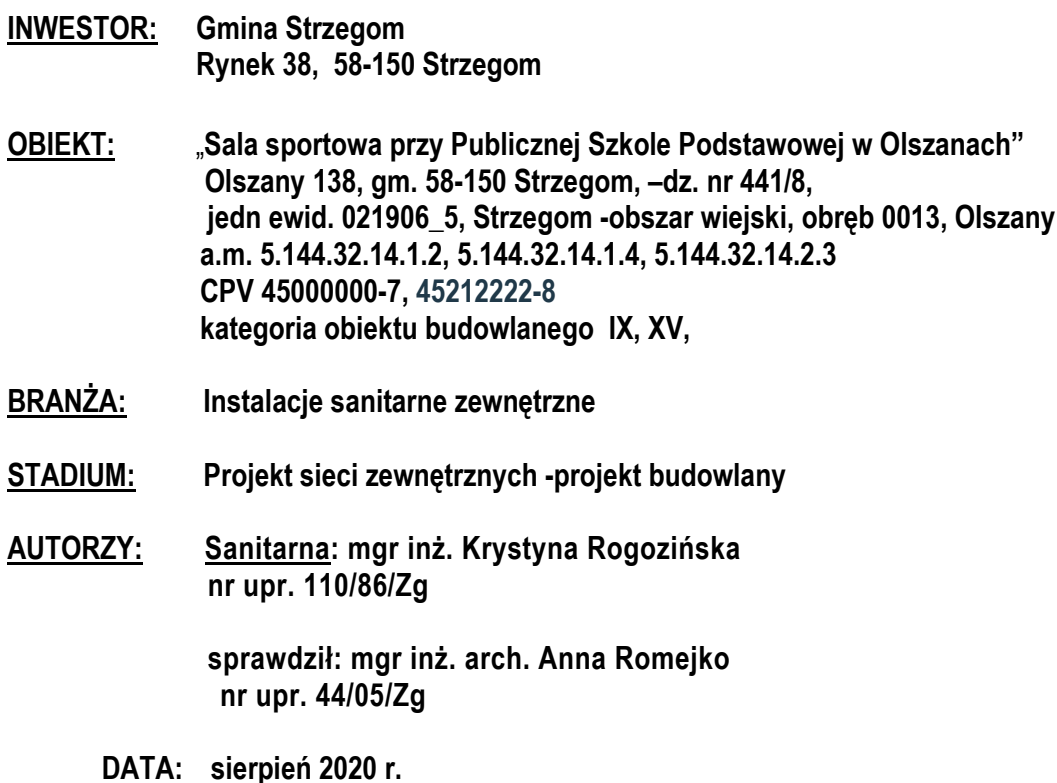 INWESTOR: Gmina Strzegom
Rynek 38, 58-150 Strzegom
OBIEKT: „Sala sportowa przy Publicznej Szkole Podstawowej w Olszanach”
Olszany 138, gm. 58-150 Strzegom, –dz. nr 441/8,
jedn ewid. 021906_5, Strzegom -obszar wiejski, obręb 0013, Olszany
a.m. 5.144.32.14.1.2, 5.144.32.14.1.4, 5.144.32.14.2.3
CPV 45000000-7, 45212222-8
kategoria obiektu budowlanego IX, XV,
BRANŻA: Instalacje sanitarne zewnętrzne
STADIUM: Projekt sieci zewnętrznych -projekt budowlany
AUTORZY: Sanitarna: mgr inż. Krystyna Rogozińska
nr upr. 110/86/Zg
sprawdził: mgr inż. arch. Anna Romejko
nr upr. 44/05/Zg
DATA: sierpień 2020 r.